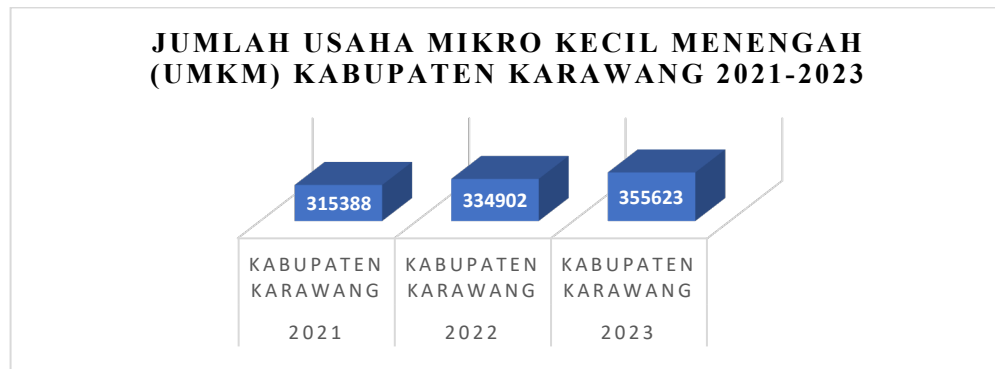 JUMLAH USAHA MIKRO KECIL MENENGAH
(UMKM) KABUPATEN KARAWANG 2021-2023
315388
334902
355623
KABUPATEN
KARAWANG
2021
KABUPATEN
KARAWANG
2022
KABUPATEN
KARAWANG
2023